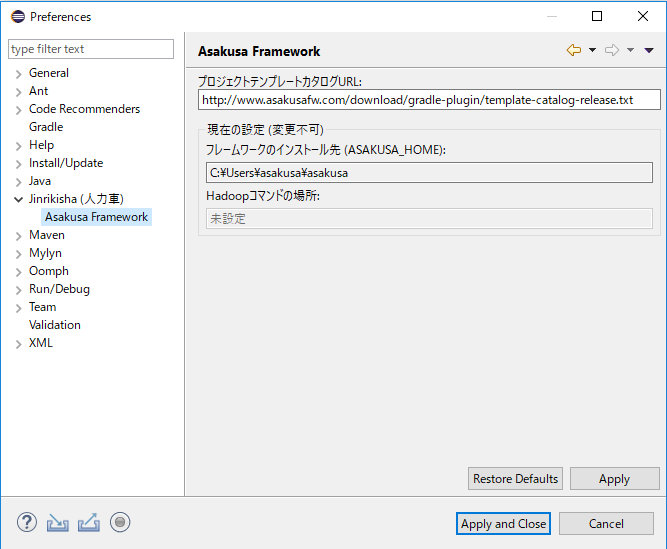 Preferences
type filter text
General
Ant
Code Recommenders
Gradle
Help
Install/Update
Java
Jinrikisha (人力車)
Asakusa Framework
Maven
Mylyn
Oomph
Run/Debug
Team
Validation
XML
Asakusa Framework
プロジェクトテンプレートカタログURL:
http://www.asakusafw.com/download/gradle-plugin/template-catalog-release.txt
現在の設定 (変更不可)
フレームワークのインストール先 (ASAKUSA_HOME):
C:¥Users¥asakusa¥asakusa
Hadoopコマンドの場所:
未設定
Restore Defaults
Apply
Apply and Close
Cancel